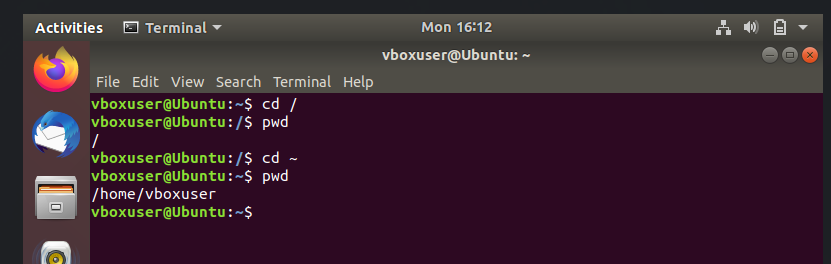 Activities Terminal Mon 16:12
vboxuser@Ubuntu: ~
File Edit View Search Terminal Help
vboxuser@Ubuntu:~$ cd /
vboxuser@Ubuntu:/$ pwd
/
vboxuser@Ubuntu:/$ cd ~
vboxuser@Ubuntu:~$ pwd
/home/vboxuser
vboxuser@Ubuntu:~$